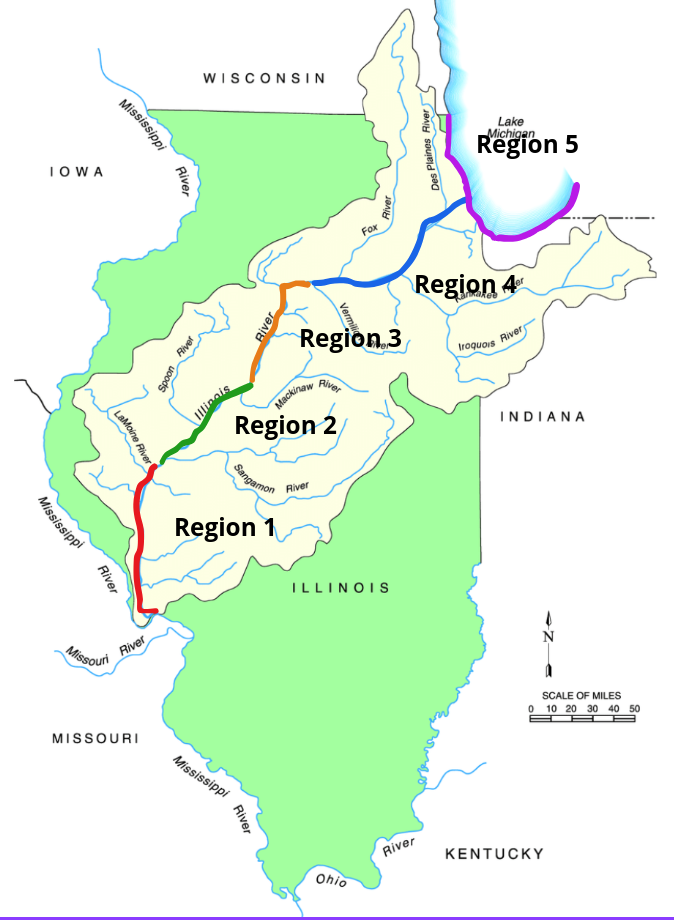 WISCONSIN
Lake
Michigan
Region 5
Mississippi
River
Des Plaines River
IOWA
Fox
River
Region 4
Kankakee River
River
Vermilion
River
Region 3
Iroquois River
Spoon River
Illinois
Mackinaw River
INDIANA
LaMoine River
Region 2
Sangamon River
Mississippi
River
Region 1
ILLINOIS
N
Missouri River
SCALE OF MILES
0 10 20 30 40 50
MISSOURI
Mississippi
River
KENTUCKY
Ohio
River